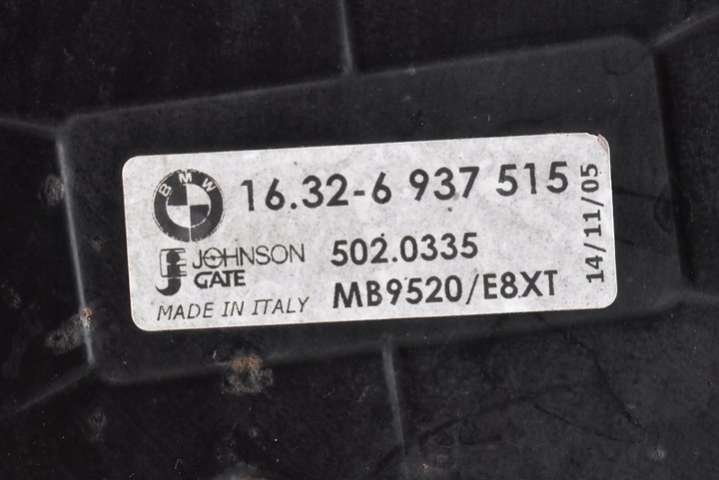 BMW
16.32-6 937 515
JOHNSON
GATE
502.0335
MADE IN ITALY
MB9520/E8XT
14/11/05